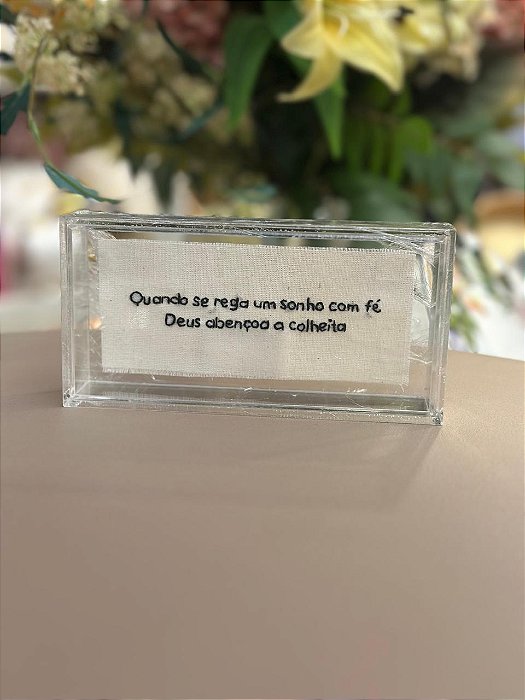 Quando se rega um sonho com fé
Deus abençoa a colheita